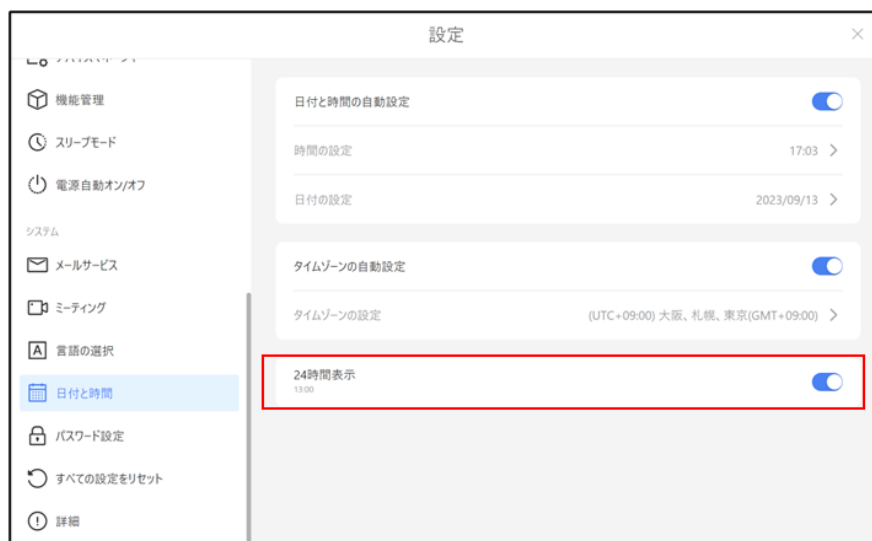 設定
機能管理
スリープモード
電源自動オン/オフ
システム
メールサービス
ミーティング
言語の選択
日付と時間
パスワード設定
すべての設定をリセット
詳細
日付と時間の自動設定
時間の設定 17:03
日付の設定 2023/09/13
タイムゾーンの自動設定
タイムゾーンの設定 (UTC+09:00) 大阪、札幌、東京(GMT+09:00)
24時間表示
13:00